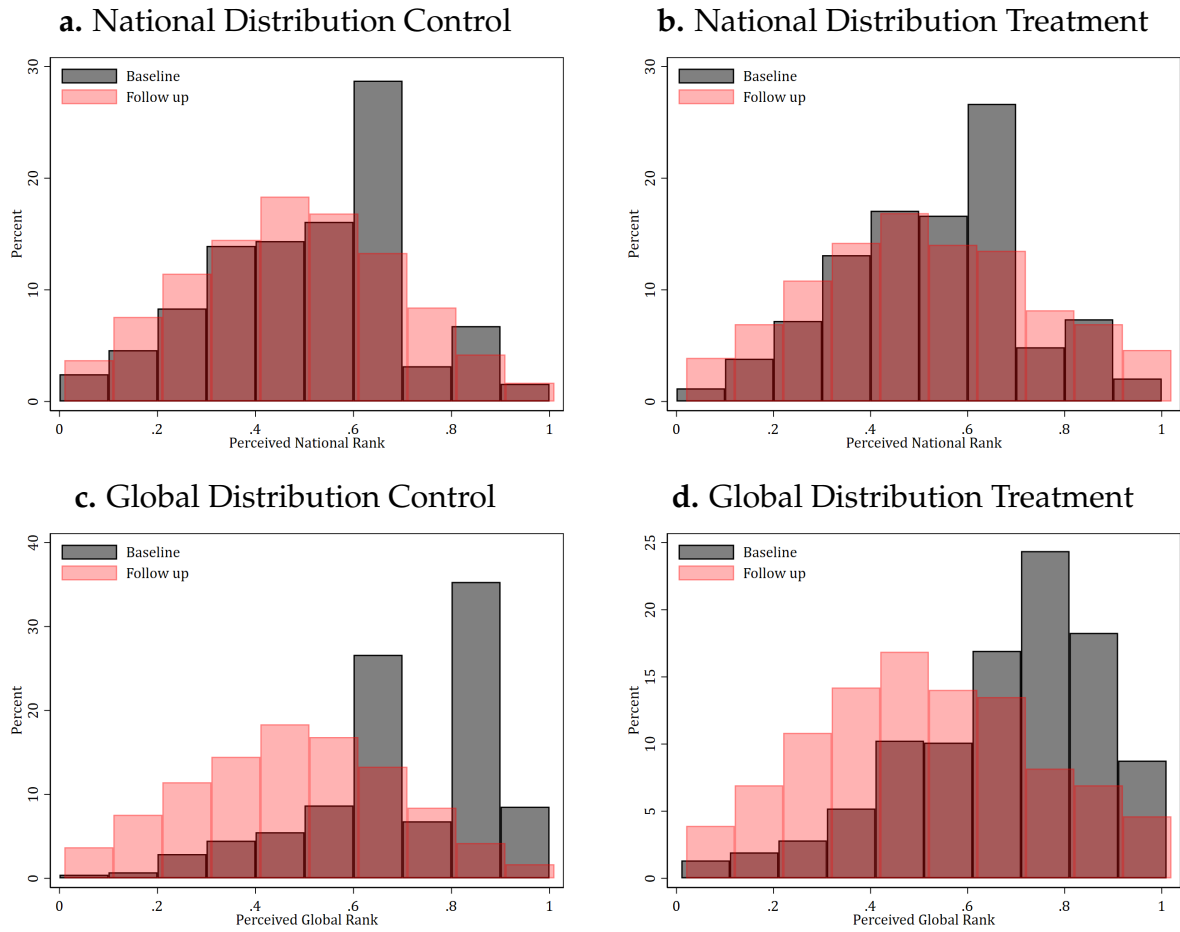 a. National Distribution Control
Baseline
Follow up
Percent
0
10
20
30
0
.2
.4
.6
.8
1
Perceived National Rank
b. National Distribution Treatment
Baseline
Follow up
Percent
0
10
20
30
0
.2
.4
.6
.8
1
Perceived National Rank
c. Global Distribution Control
Baseline
Follow up
Percent
0
10
20
30
40
0
.2
.4
.6
.8
1
Perceived Global Rank
d. Global Distribution Treatment
Baseline
Follow up
Percent
0
5
10
15
20
25
0
.2
.4
.6
.8
1
Perceived Global Rank